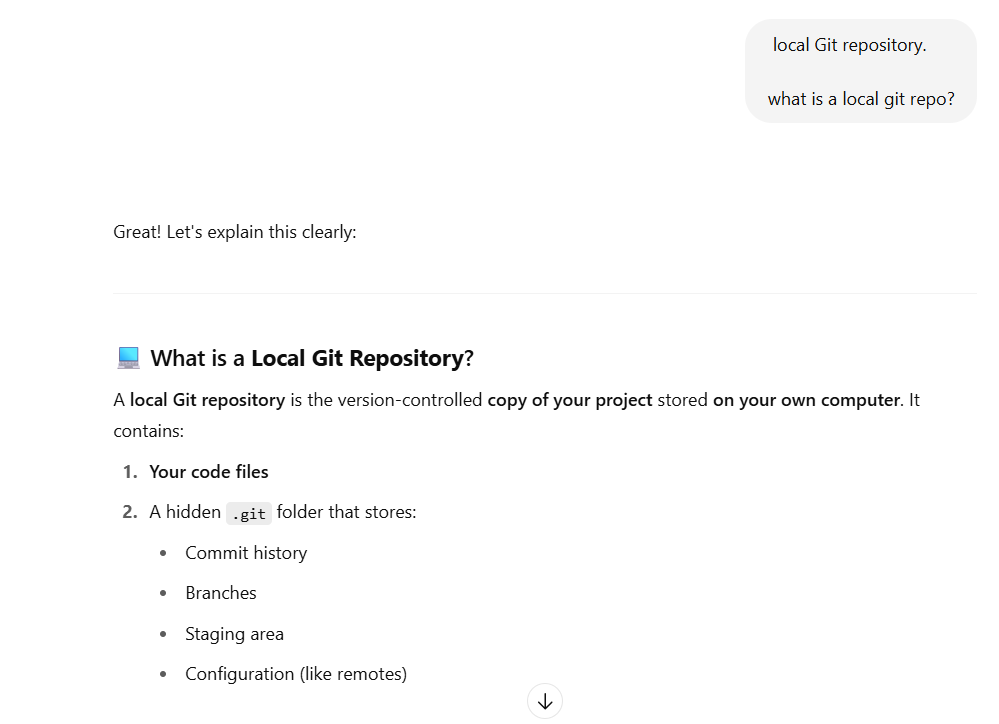 local Git repository.
what is a local git repo?
Great! Let's explain this clearly:
What is a Local Git Repository?
A local Git repository is the version-controlled copy of your project stored on your own computer. It
contains:
1. Your code files
2. A hidden .git folder that stores:
• Commit history
• Branches
• Staging area
• Configuration (like remotes)